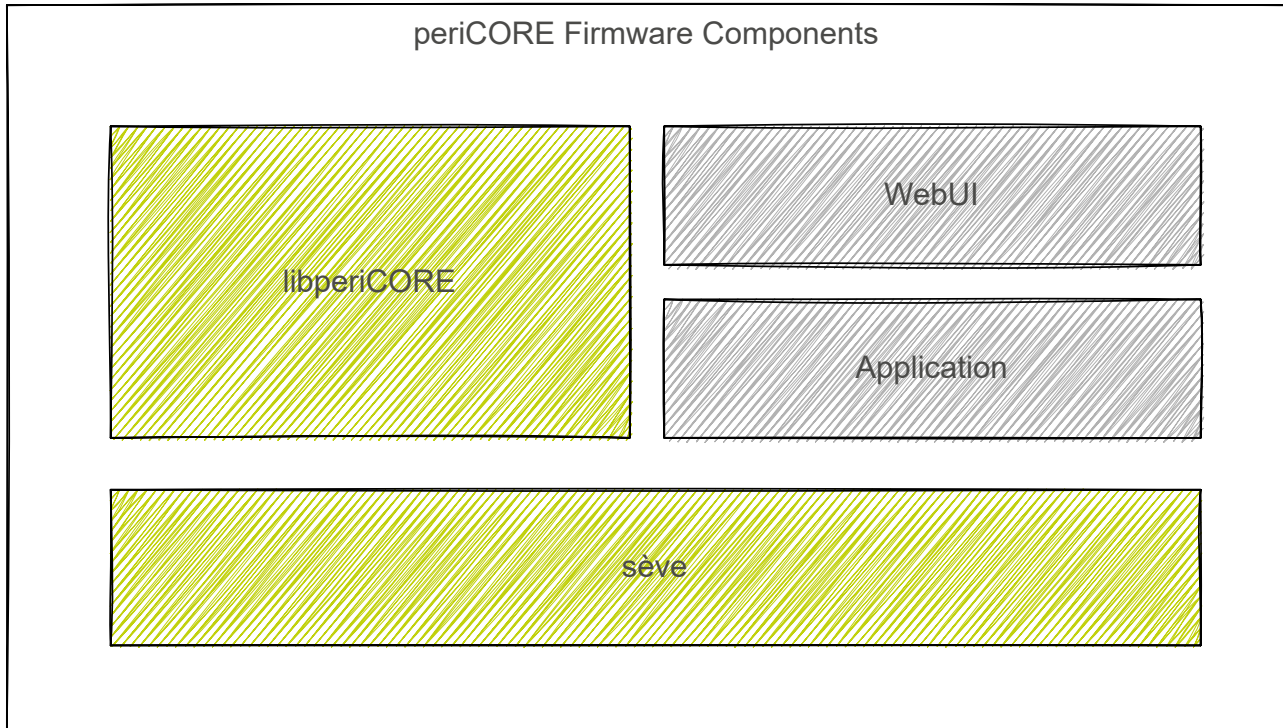 periCORE Firmware Components
libperiCORE
WebUI
Application
sève